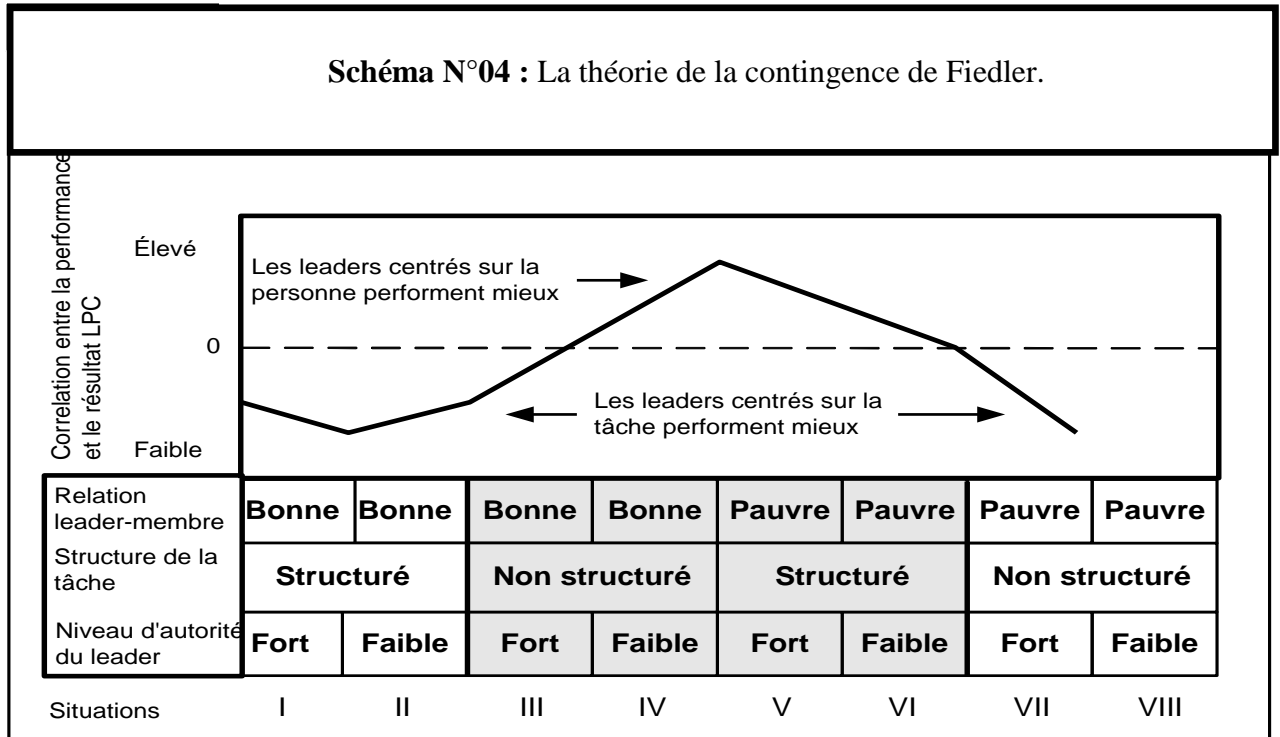 Schéma N°04 : La théorie de la contingence de Fiedler.
Correlation entre la performance
et le résultat LPC
Élevé
0
Faible
Les leaders centrés sur la
personne performent mieux
Les leaders centrés sur la
tâche performent mieux
Relation
leader-membre
Bonne Bonne Bonne Bonne Pauvre Pauvre Pauvre Pauvre
Structure de la
tâche
Structuré Non structuré Structuré Non structuré
Niveau d'autorité
du leader
Fort Faible Fort Faible Fort Faible Fort Faible
Situations I II III IV V VI VII VIII